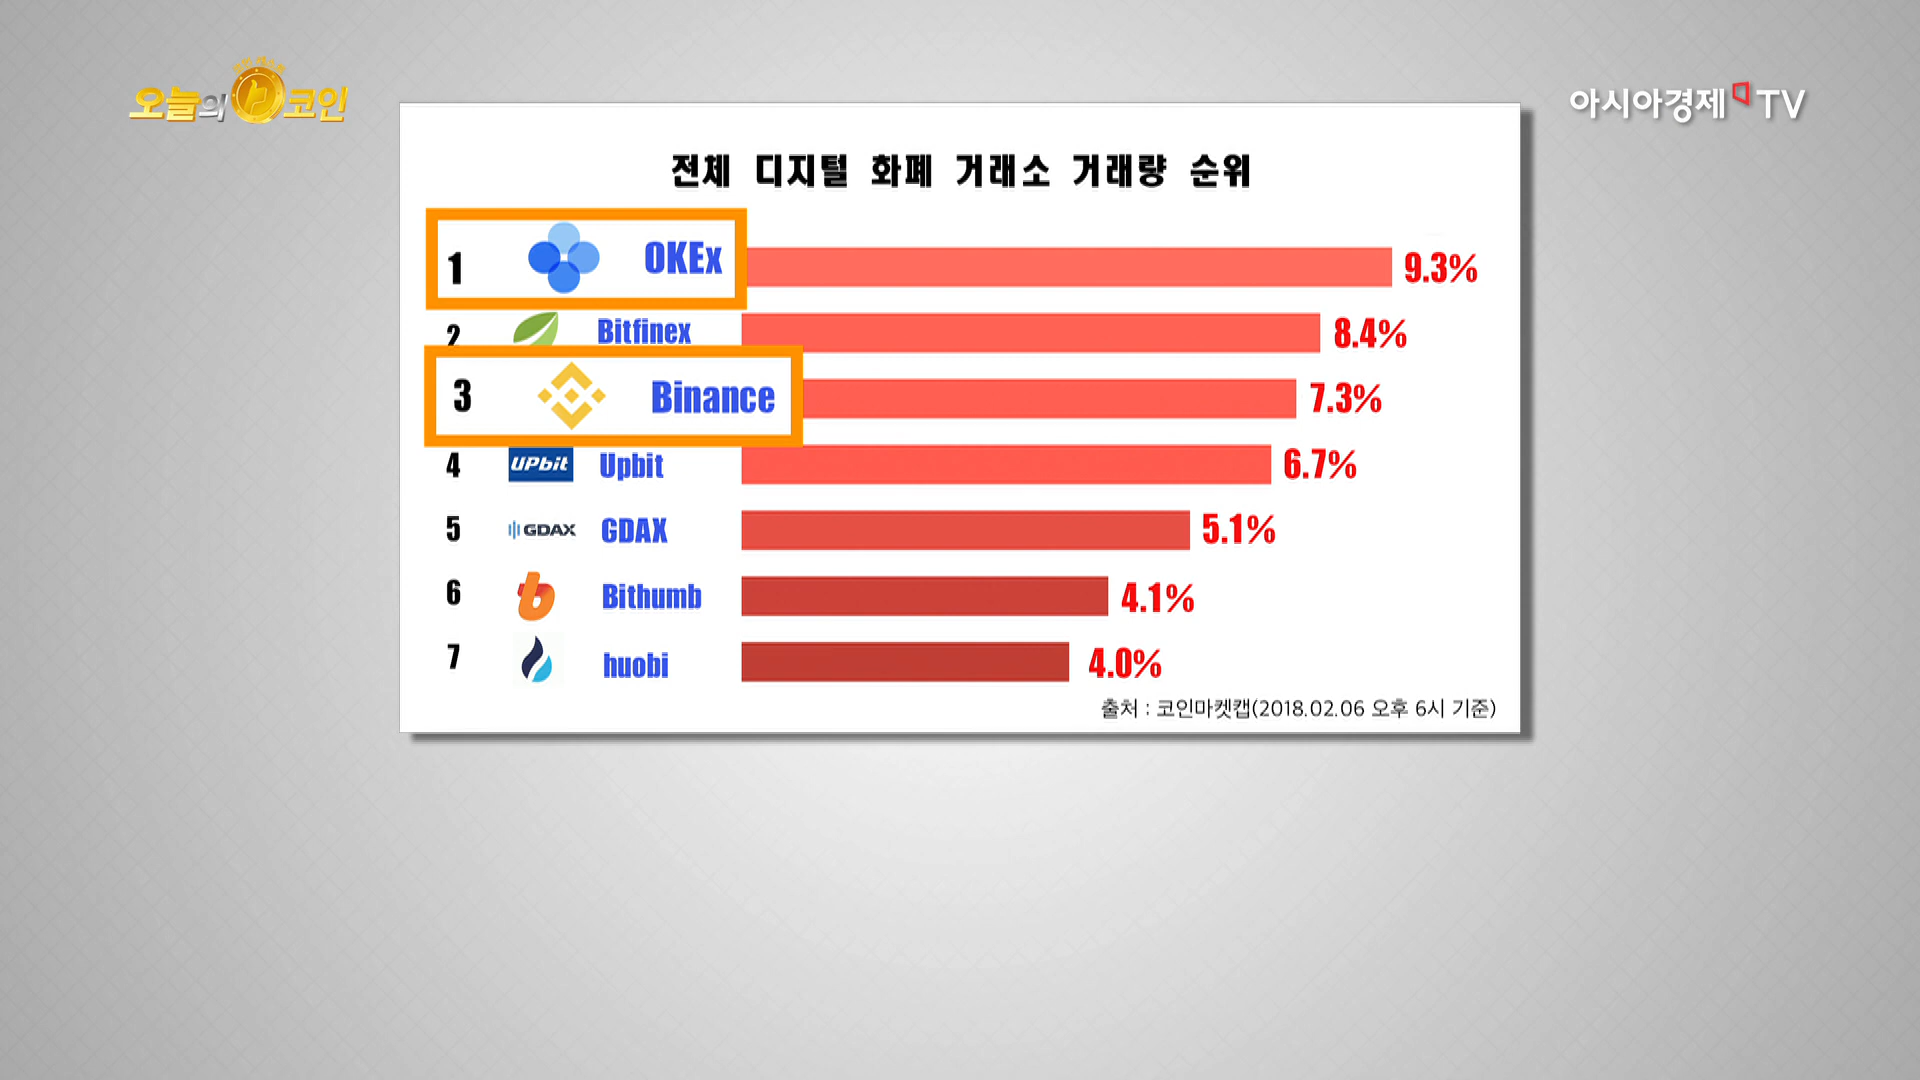 오늘의 코인
아시아경제 TV
전체 디지털 화폐 거래소 거래량 순위
1 OKEx 9.3%
2 Bitfinex 8.4%
3 Binance 7.3%
4 UPbit Upbit 6.7%
5 GDAX GDAX 5.1%
6 Bithumb 4.1%
7 huobi 4.0%
출처 : 코인마켓캡(2018.02.06 오후 6시 기준)